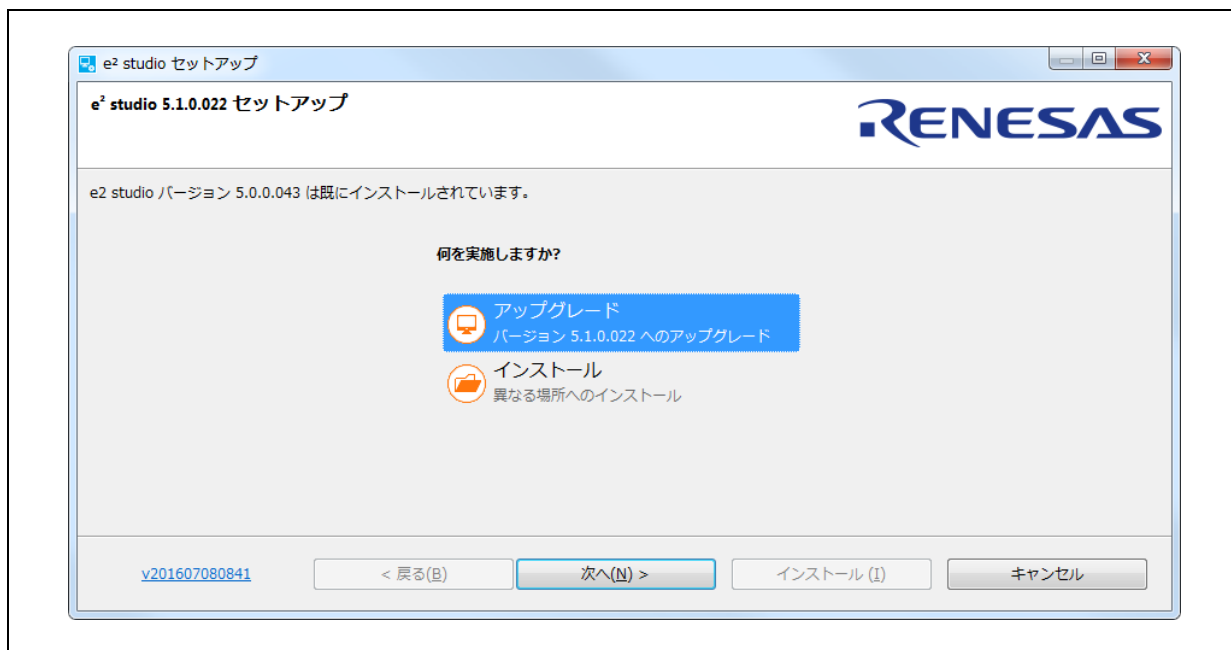 e² studio セットアップ
e² studio 5.1.0.022 セットアップ
RENESAS
e2 studio バージョン 5.0.0.043 は既にインストールされています。
何を実施しますか?
アップグレード
バージョン 5.1.0.022 へのアップグレード
インストール
異なる場所へのインストール
v201607080841 < 戻る(B) 次へ(N) > インストール (I) キャンセル